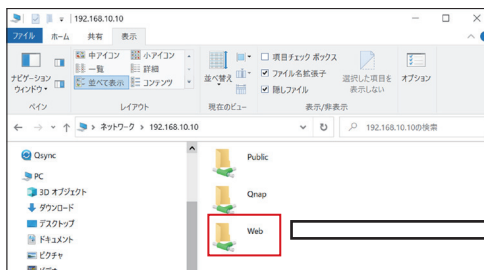 192.168.10.10
ファイル ホーム 共有 表示
ナビゲーション ウィンドウ▾
中アイコン 小アイコン
一覧 詳細
並べて表示 コンテンツ
並べ替え
項目チェック ボックス
ファイル名拡張子
隠しファイル
選択した項目を 表示しない
オプション
ペイン レイアウト 現在のビュー 表示/非表示
ネットワーク > 192.168.10.10 192.168.10.10の検索
Qsync
PC
3D オブジェクト
ダウンロード
デスクトップ
ドキュメント
ピクチャ
Public
Qnap
Web